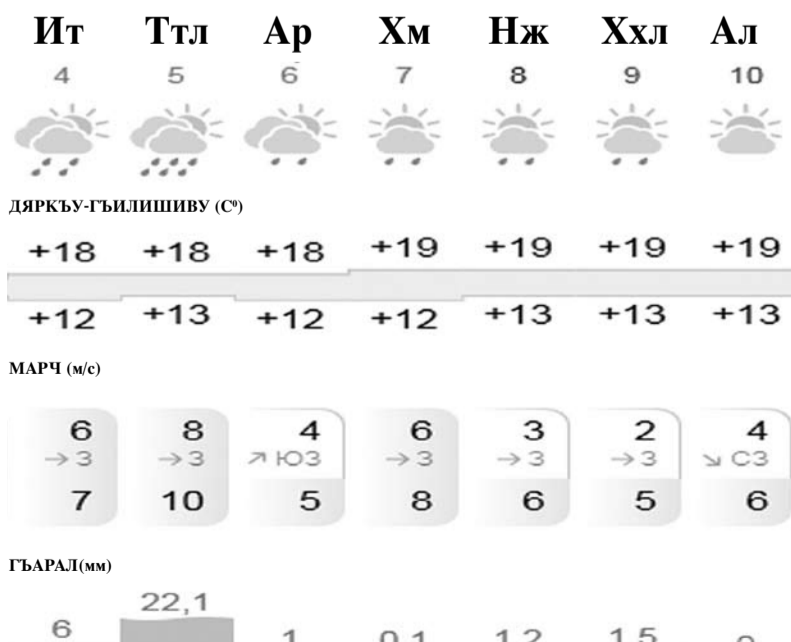 Ит Ттл Ар Хм Нж Ххл Ал
4 5 6 7 8 9 10
ДЯРКЪУ-ГЪИЛИШИВУ (С⁰)
+18 +18 +18 +19 +19 +19 +19
+12 +13 +12 +12 +13 +13 +13
МАРЧ (м/с)
6 8 4 6 3 2 4
→ З → З ↗ ЮЗ → З → З → З ↘ СЗ
7 10 5 8 6 5 6
ГЪАРАЛ(мм)
22,1
6 1 0,1 1,2 1,5